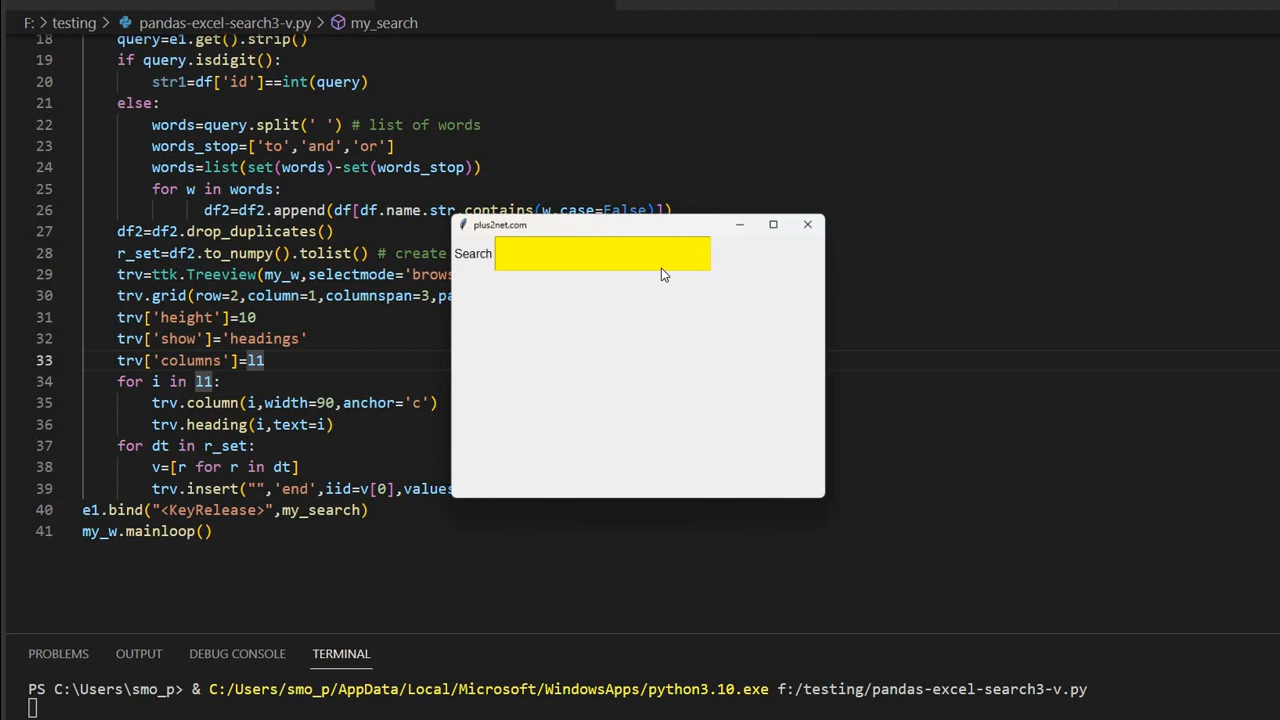 F: > testing > pandas-excel-search3-v.py > my_search
18 query=e1.get().strip()
19 if query.isdigit():
20 str1=df['id']==int(query)
21 else:
22 words=query.split(' ') # list of words
23 words_stop=['to','and','or']
24 words=list(set(words)-set(words_stop))
25 for w in words:
26 df2=df2.append(df[df.name.str.contains(w,case=False)])
27 df2=df2.drop_duplicates()
28 r_set=df2.to_numpy().tolist() # create
29 trv=ttk.Treeview(my_w,selectmode='brows
30 trv.grid(row=2,column=1,columnspan=3,pa
31 trv['height']=10
32 trv['show']='headings'
33 trv['columns']=l1
34 for i in l1:
35 trv.column(i,width=90,anchor='c')
36 trv.heading(i,text=i)
37 for dt in r_set:
38 v=[r for r in dt]
39 trv.insert("",'end',iid=v[0],values
40 e1.bind("<KeyRelease>",my_search)
41 my_w.mainloop()
plus2net.com
Search
PROBLEMS OUTPUT DEBUG CONSOLE TERMINAL
PS C:\Users\smo_p> & C:/Users/smo_p/AppData/Local/Microsoft/WindowsApps/python3.10.exe f:/testing/pandas-excel-search3-v.py